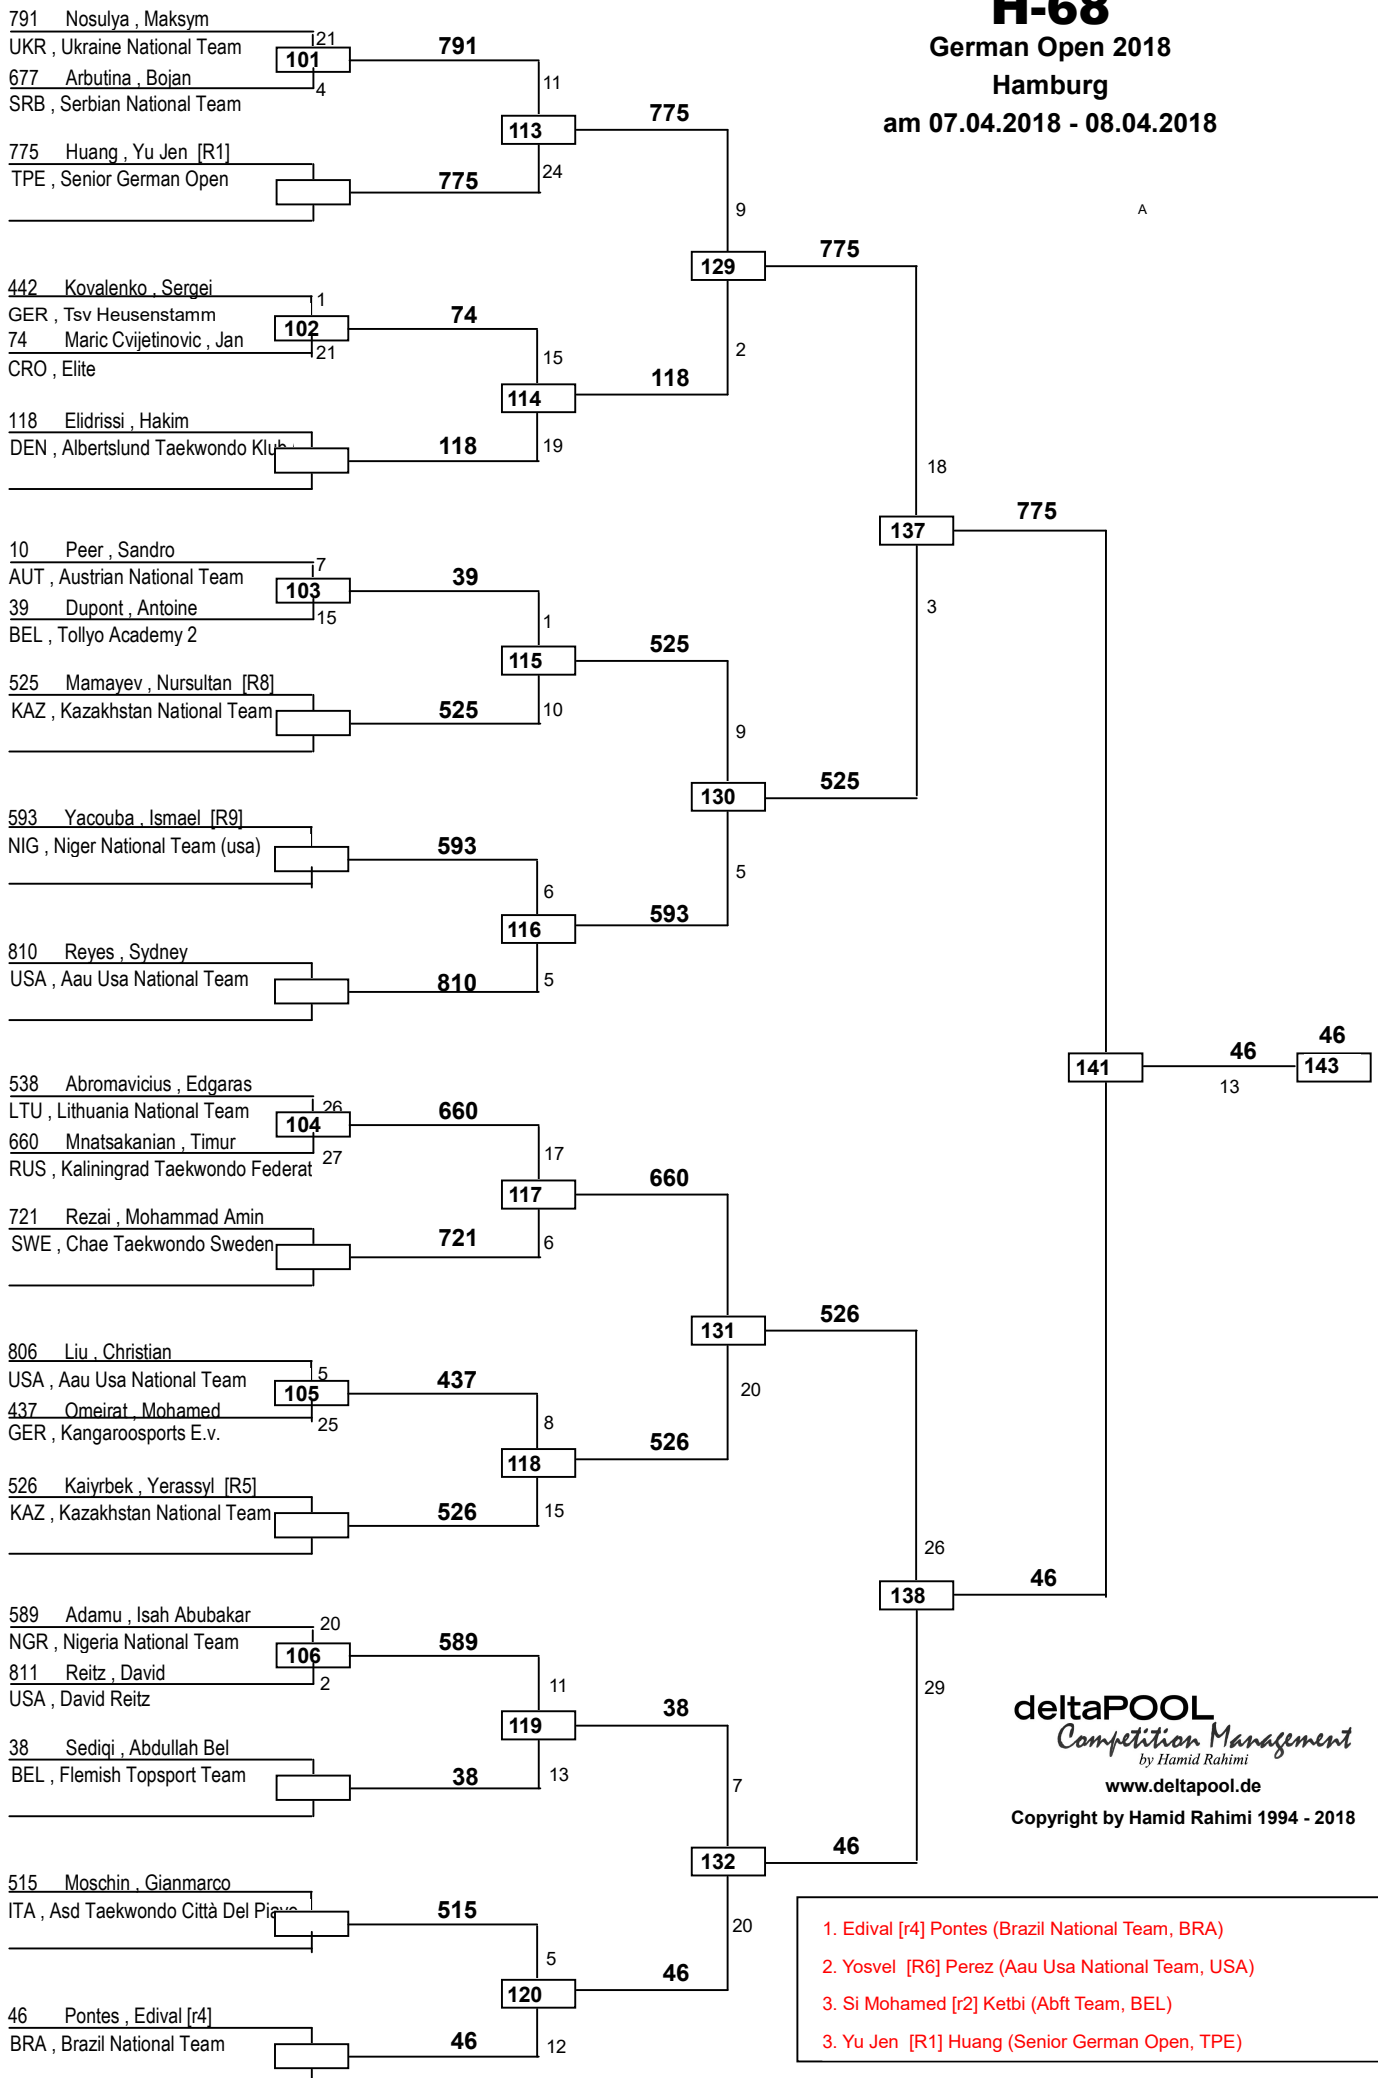 H-68
German Open 2018
Hamburg
am 07.04.2018 - 08.04.2018
A
791 Nosulya , Maksym
21
UKR , Ukraine National Team
101
791
677 Arbutina , Bojan
4
SRB , Serbian National Team
11
113
775
775 Huang , Yu Jen [R1]
24
TPE , Senior German Open
775
9
129
775
442 Kovalenko , Sergei
1
GER , Tsv Heusenstamm
102
74
74 Maric Cvijetinovic , Jan
21
CRO , Elite
15
2
114
118
118 Elidrissi , Hakim
19
DEN , Albertslund Taekwondo Klub
118
18
137
775
10 Peer , Sandro
7
AUT , Austrian National Team
103
39
3
39 Dupont , Antoine
15
BEL , Tollyo Academy 2
1
115
525
525 Mamayev , Nursultan [R8]
10
KAZ , Kazakhstan National Team
525
9
130
525
593 Yacouba , Ismael [R9]
NIG , Niger National Team (usa)
593
5
6
116
593
810 Reyes , Sydney
5
USA , Aau Usa National Team
810
141
46
13
46
143
538 Abromavicius , Edgaras
26
LTU , Lithuania National Team
104
660
660 Mnatsakanian , Timur
27
RUS , Kaliningrad Taekwondo Federat
17
117
660
721 Rezai , Mohammad Amin
6
SWE , Chae Taekwondo Sweden
721
131
526
806 Liu , Christian
5
USA , Aau Usa National Team
105
437
20
437 Omeirat , Mohamed
25
GER , Kangaroosports E.v.
8
118
526
526 Kaiyrbek , Yerassyl [R5]
15
KAZ , Kazakhstan National Team
526
26
138
46
589 Adamu , Isah Abubakar
20
NGR , Nigeria National Team
106
589
811 Reitz , David
2
USA , David Reitz
11
29
119
38
38 Sediqi , Abdullah Bel
13
BEL , Flemish Topsport Team
38
7
132
46
515 Moschin , Gianmarco
ITA , Asd Taekwondo Città Del Piave
515
20
5
120
46
46 Pontes , Edival [r4]
12
BRA , Brazil National Team
46
deltaPOOL
Competition Management
by Hamid Rahimi
www.deltapool.de
Copyright by Hamid Rahimi 1994 - 2018
1. Edival [r4] Pontes (Brazil National Team, BRA)
2. Yosvel [R6] Perez (Aau Usa National Team, USA)
3. Si Mohamed [r2] Ketbi (Abft Team, BEL)
3. Yu Jen [R1] Huang (Senior German Open, TPE)